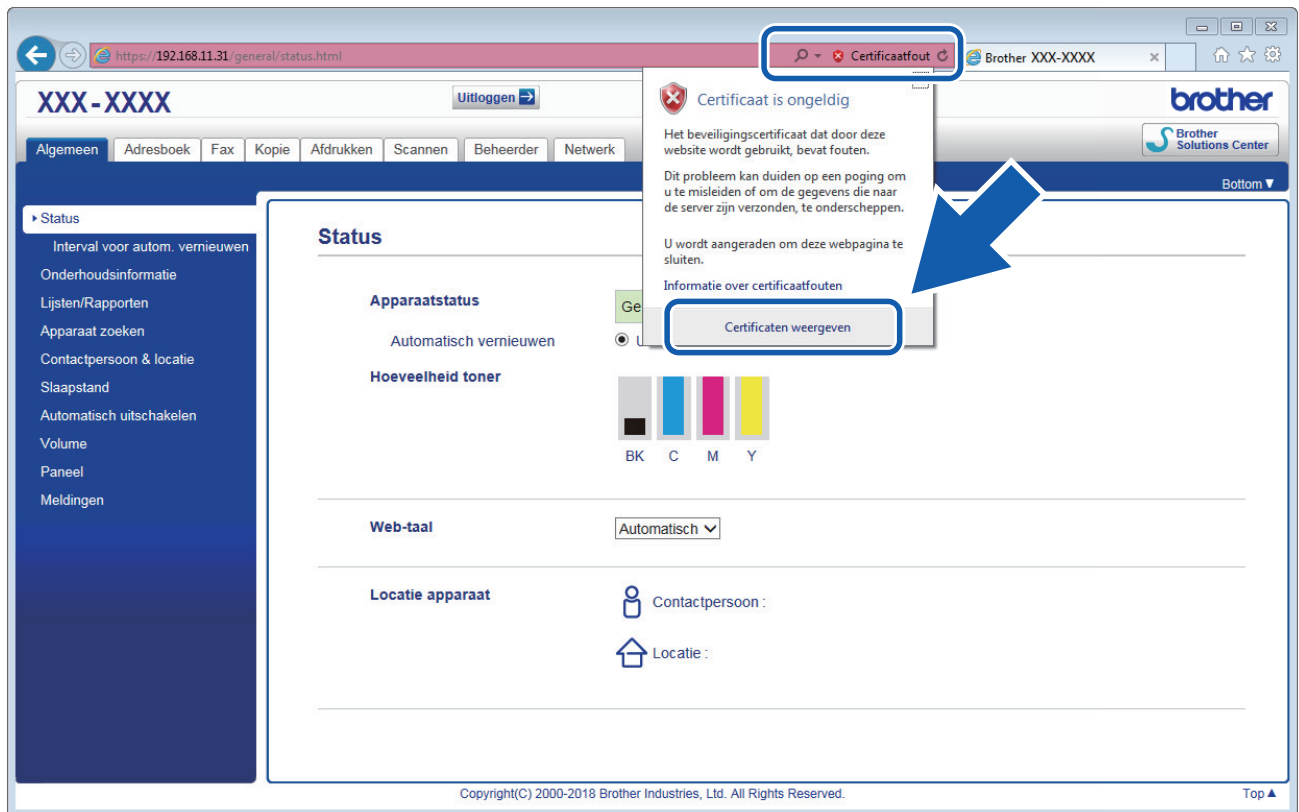 https://192.168.11.31/general/status.html
Certificaatfout
Brother XXX-XXXX
XXX-XXXX
Uitloggen
brother
Brother
Solutions Center
Algemeen Adresboek Fax Kopie Afdrukken Scannen Beheerder Netwerk
Bottom▼
Certificaat is ongeldig
Het beveiligingscertificaat dat door deze
website wordt gebruikt, bevat fouten.
Dit probleem kan duiden op een poging om
u te misleiden of om de gegevens die naar
de server zijn verzonden, te onderscheppen.
U wordt aangeraden om deze webpagina te
sluiten.
Informatie over certificaatfouten
Certificaten weergeven
Status
Interval voor autom. vernieuwen
Onderhoudsinformatie
Lijsten/Rapporten
Apparaat zoeken
Contactpersoon & locatie
Slaapstand
Automatisch uitschakelen
Volume
Paneel
Meldingen
Status
Apparaatstatus
Ge
Automatisch vernieuwen
Hoeveelheid toner
BK C M Y
Web-taal
Automatisch
Locatie apparaat
Contactpersoon :
Locatie :
Copyright(C) 2000-2018 Brother Industries, Ltd. All Rights Reserved.
Top▲